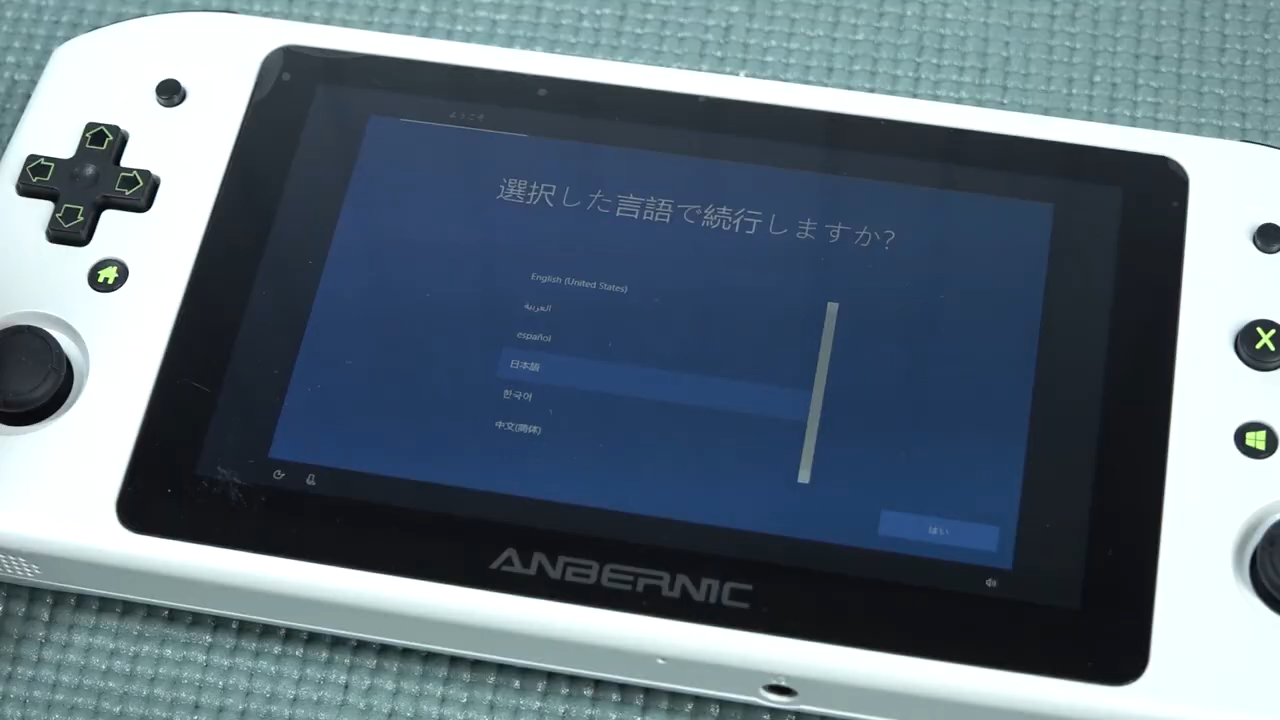 ようこそ
選択した言語で続行しますか?
English (United States)
العربية
español
日本語
한국어
中文(简体)
はい
ANBERNIC
X